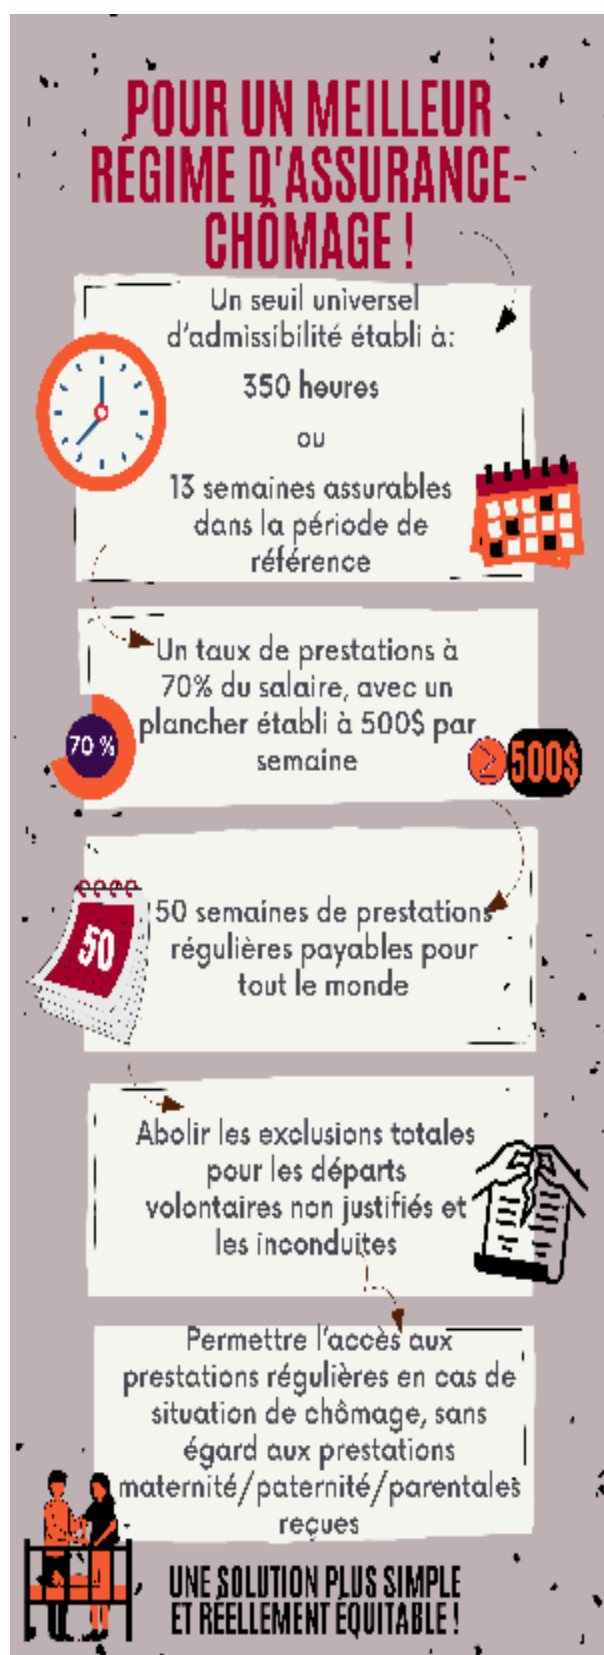 POUR UN MEILLEUR
RÉGIME D'ASSURANCE-
CHÔMAGE !
Un seuil universel
d'admissibilité établi à:
350 heures
ou
13 semaines assurables
dans la période de
référence
Un taux de prestations à
70% du salaire, avec un
plancher établi à 500$ par
semaine
70 %
≥ 500$
50 semaines de prestations
régulières payables pour
tout le monde
50
Abolir les exclusions totales
pour les départs
volontaires non justifiés et
les inconduites
Permettre l'accès aux
prestations régulières en cas de
situation de chômage, sans
égard aux prestations
maternité/paternité/parentales
reçues
UNE SOLUTION PLUS SIMPLE
ET RÉELLEMENT ÉQUITABLE !